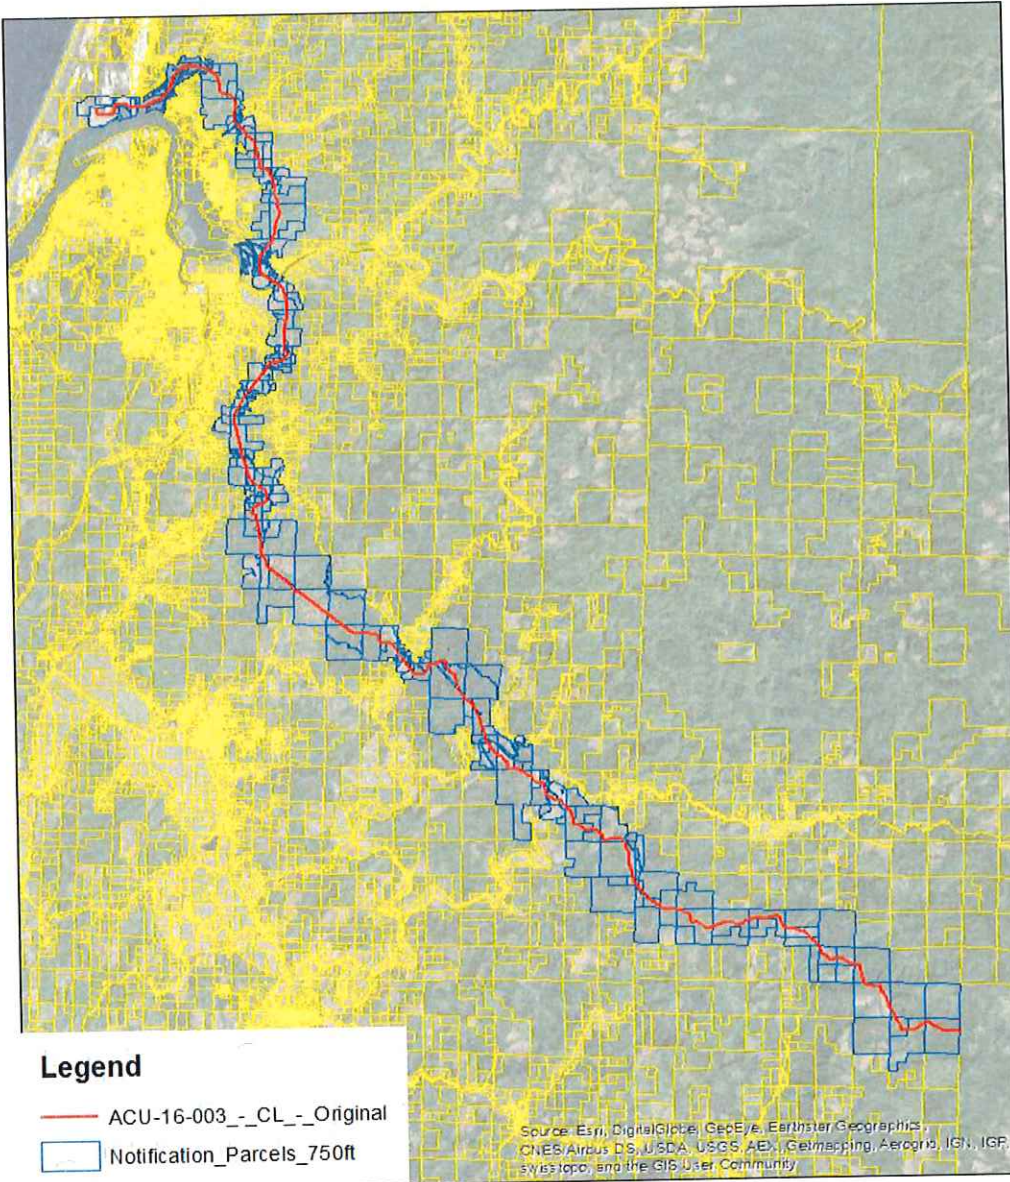 Legend
ACU-16-003_-_CL_-_Original
Notification_Parcels_750ft
Source: Esri, DigitalGlobe, GeoEye, Earthstar Geographics,
CNES/Airbus DS, USDA, USGS, AEX, Getmapping, Aerogrid, IGN, IGP,
swisstopo, and the GIS User Community